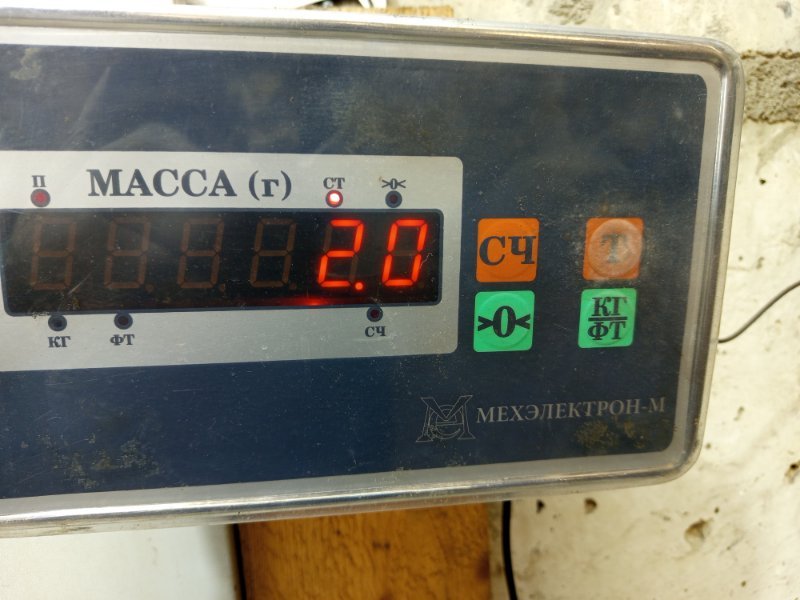 П
МАССА (г)
СТ
>0<
2.0
КГ
ФТ
СЧ
СЧ
Т
>0<
КГ
ФТ
МЕХЭЛЕКТРОН-М